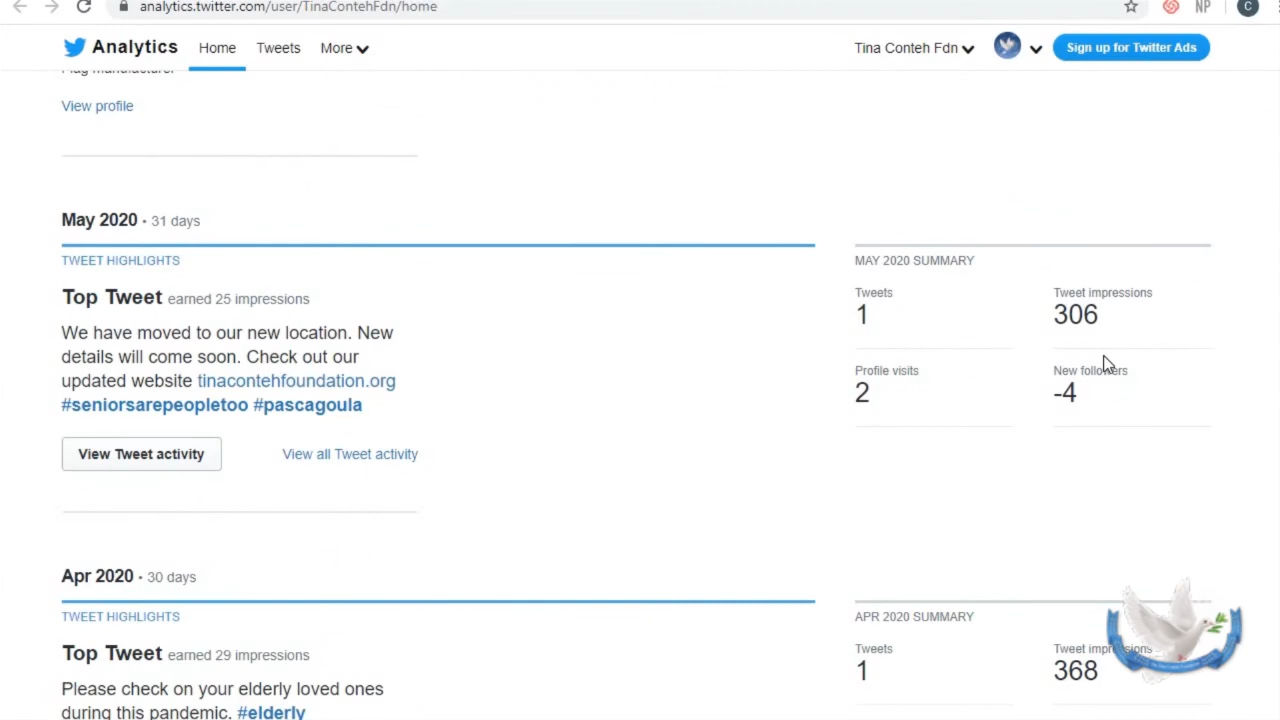 analytics.twitter.com/user/TinaContehFdn/home
NP
C
Analytics Home Tweets More
Tina Conteh Fdn
Sign up for Twitter Ads
View profile
May 2020 • 31 days
TWEET HIGHLIGHTS
Top Tweet earned 25 impressions
We have moved to our new location. New
details will come soon. Check out our
updated website tinacontehfoundation.org
#seniorsarepeopletoo #pascagoula
View Tweet activity
View all Tweet activity
MAY 2020 SUMMARY
Tweets
1
Tweet impressions
306
Profile visits
2
New followers
-4
Apr 2020 • 30 days
TWEET HIGHLIGHTS
Top Tweet earned 29 impressions
Please check on your elderly loved ones
during this pandemic. #elderly
APR 2020 SUMMARY
Tweets
1
Tweet impressions
368